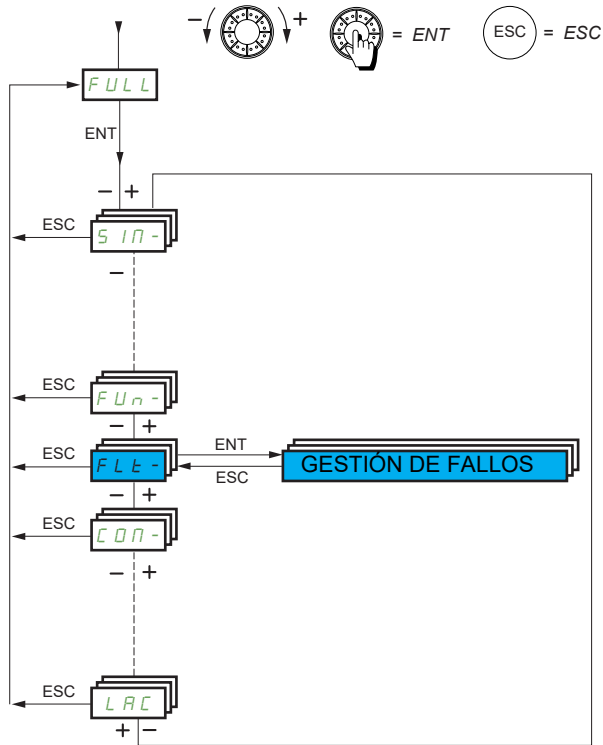 − + = ENT ESC = ESC
FULL
ENT
− +
ESC SIM-
−
ESC FUn-
− +
ESC FLt- ENT GESTIÓN DE FALLOS
ESC
− +
ESC COM-
− +
ESC LAC
+ −